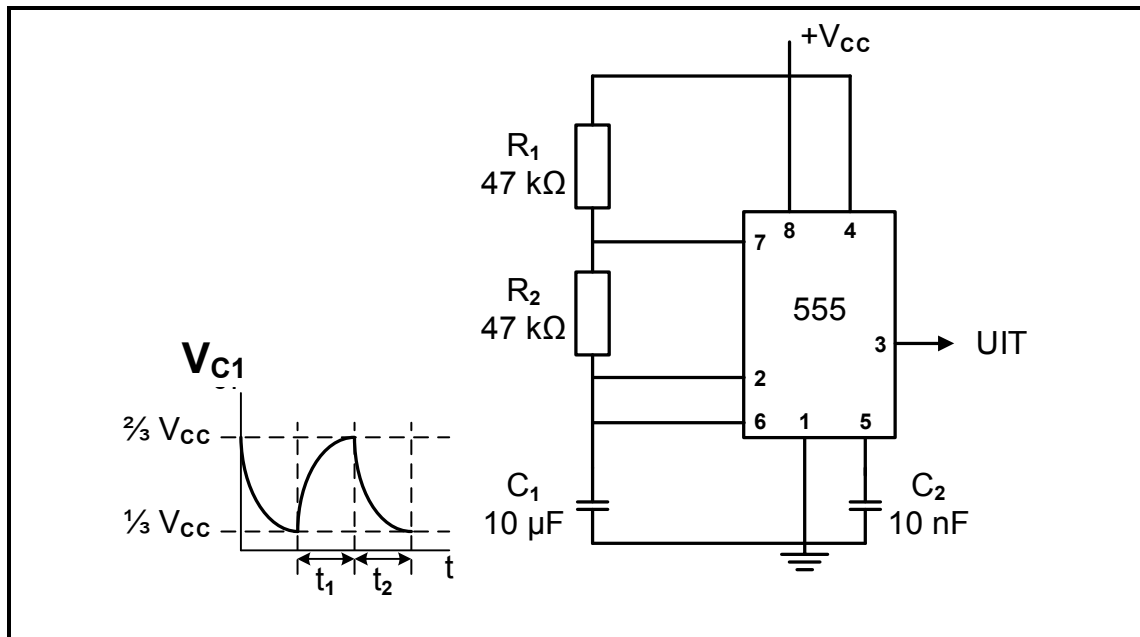 +VCC
R1
47 kΩ
7
8
4
R2
47 kΩ
555
3
UIT
2
6
1
5
C1
10 µF
C2
10 nF
VC1
⅔ VCC
⅓ VCC
t1
t2
t